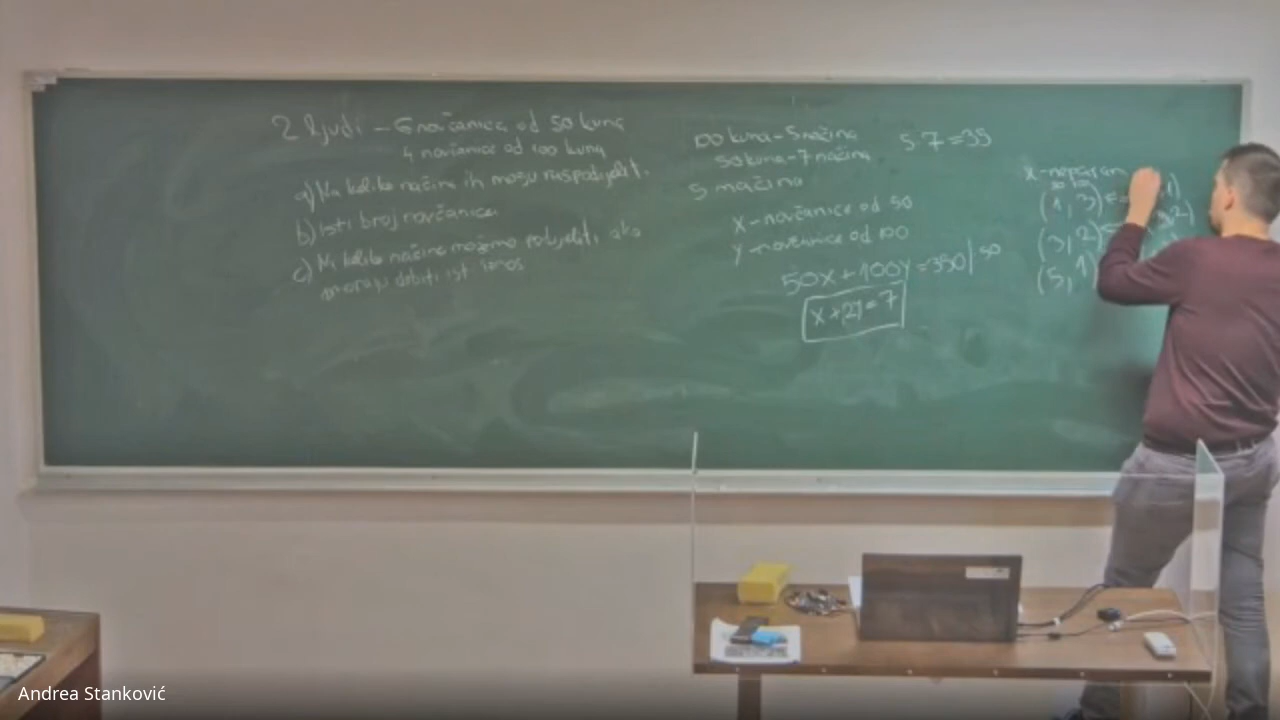 2 ljudi - 6 novčanica od 50 kuna
4 novčanice od 100 kuna
a) Na koliko načina ih mogu raspodijeliti.
b) Isti broj novčanica
c) Na koliko načina možemo podijeliti ako
moraju dobiti isti iznos
100 kuna - 5 načina
50 kuna - 7 načina
5·7=35
5 načina
x - novčanice od 50
y - novčanice od 100
50x + 100y = 350 | : 50
x + 2y = 7
x - neparan
(1, 3)
(3, 2)
(5, 1)
Andrea Stanković